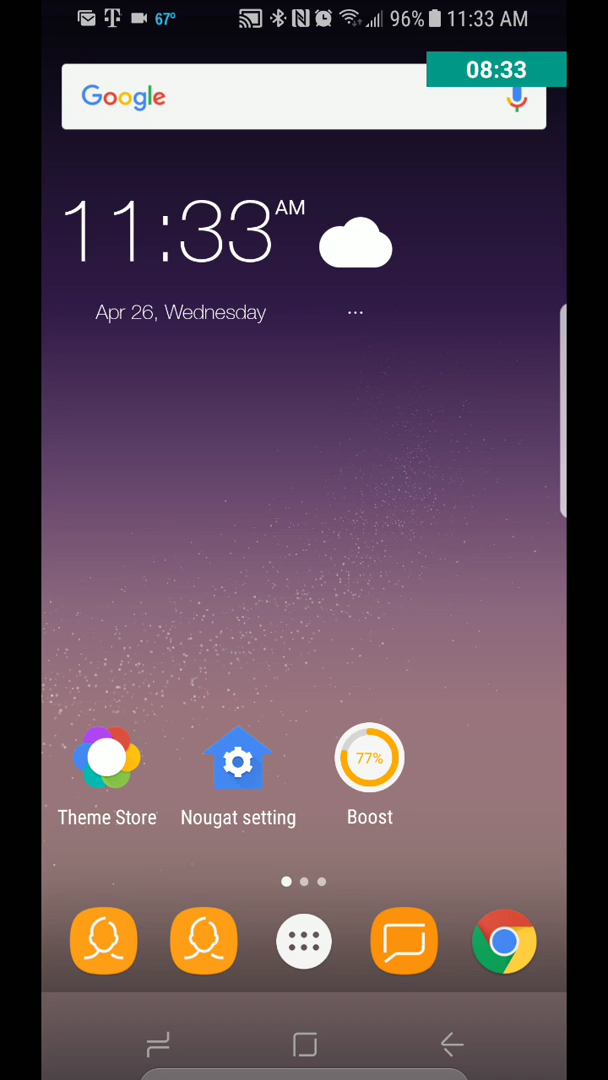 67° 96% 11:33 AM
08:33
Google
11:33 AM
Apr 26, Wednesday
...
77%
Theme Store Nougat setting Boost